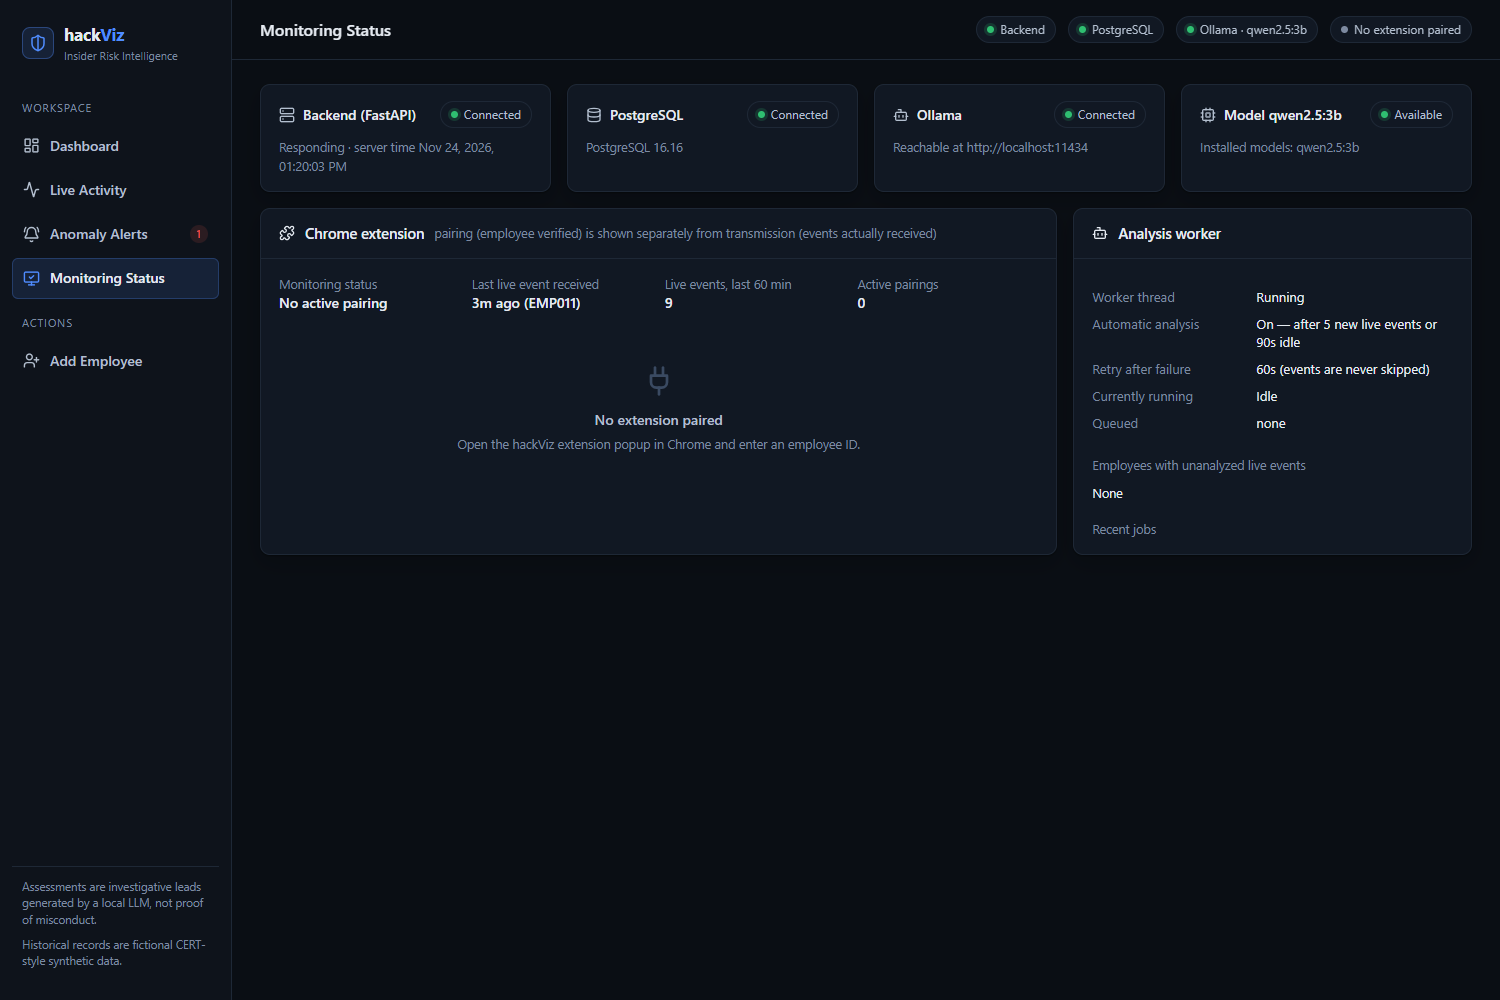 hackViz
Insider Risk Intelligence
WORKSPACE
Dashboard
Live Activity
Anomaly Alerts 1
Monitoring Status
ACTIONS
Add Employee
Assessments are investigative leads
generated by a local LLM, not proof
of misconduct.
Historical records are fictional CERT-
style synthetic data.
Monitoring Status
Backend
PostgreSQL
Ollama · qwen2.5:3b
No extension paired
Backend (FastAPI) Connected
Responding · server time Nov 24, 2026,
01:20:03 PM
PostgreSQL Connected
PostgreSQL 16.16
Ollama Connected
Reachable at http://localhost:11434
Model qwen2.5:3b Available
Installed models: qwen2.5:3b
Chrome extension pairing (employee verified) is shown separately from transmission (events actually received)
Monitoring status
No active pairing
Last live event received
3m ago (EMP011)
Live events, last 60 min
9
Active pairings
0
No extension paired
Open the hackViz extension popup in Chrome and enter an employee ID.
Analysis worker
Worker thread Running
Automatic analysis On — after 5 new live events or
90s idle
Retry after failure 60s (events are never skipped)
Currently running Idle
Queued none
Employees with unanalyzed live events
None
Recent jobs